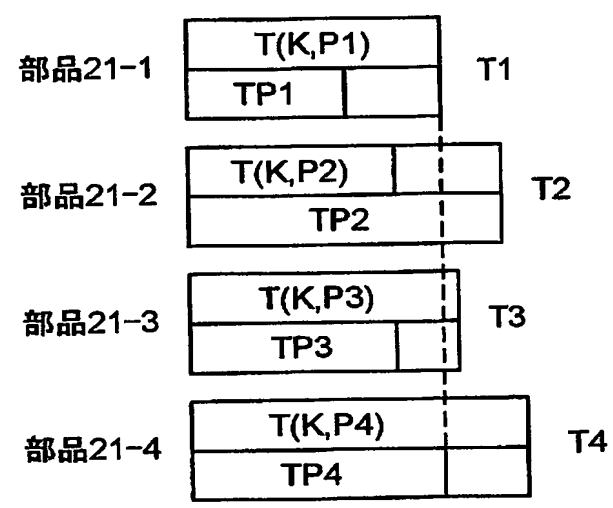 T(K,P1)
部品21-1
T1
TP1
T(K,P2)
部品21-2
T2
TP2
T(K,P3)
部品21-3
T3
TP3
T(K,P4)
部品21-4
T4
TP4